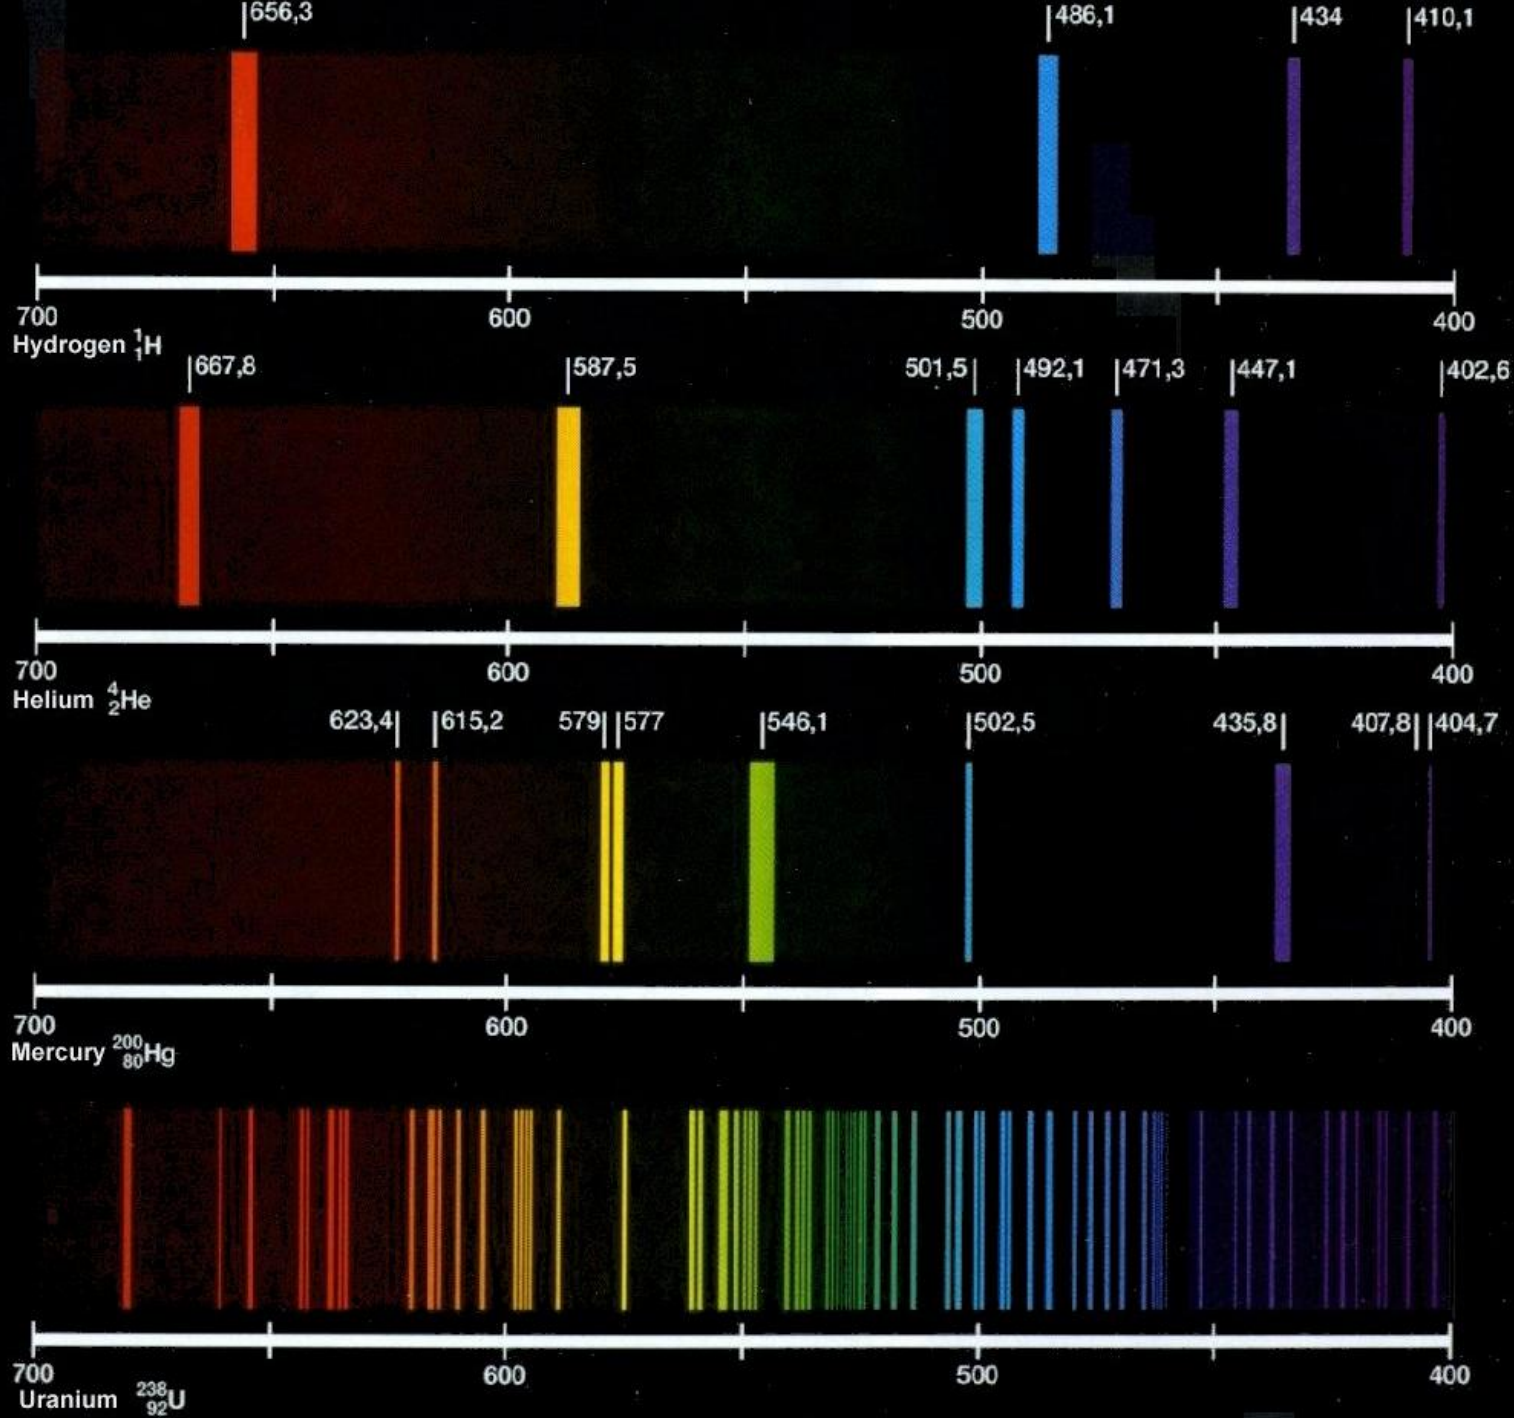 656,3 486,1 434 410,1
700 600 500 400
Hydrogen ¹₁H
667,8 587,5 501,5 492,1 471,3 447,1 402,6
700 600 500 400
Helium ⁴₂He
623,4 615,2 579 577 546,1 502,5 435,8 407,8 404,7
700 600 500 400
Mercury ²⁰⁰₈₀Hg
700 600 500 400
Uranium ²³⁸₉₂U